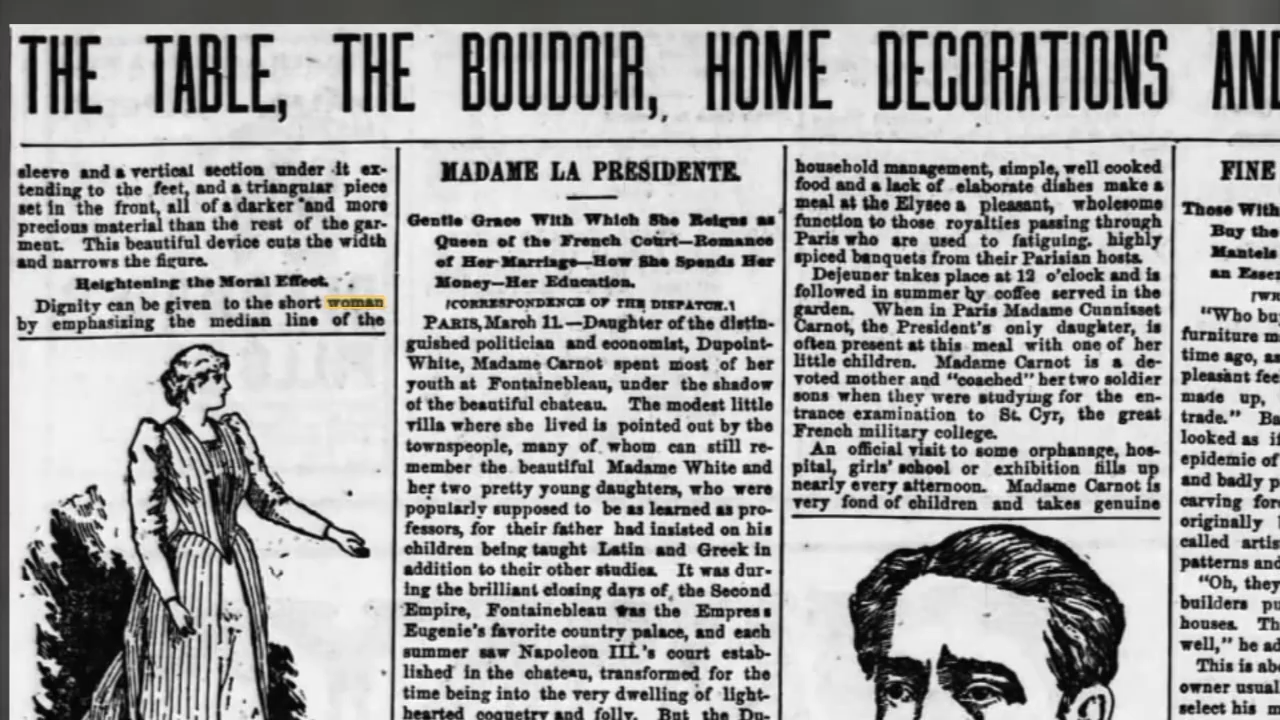 THE TABLE, THE BOUDOIR, HOME DECORATIONS AND
sleeve and a vertical section under it ex-
tending to the feet, and a triangular piece
set in the front, all of a darker and more
precious material than the rest of the gar-
ment. This beautiful device cuts the width
and narrows the figure.
Heightening the Moral Effect.
Dignity can be given to the short woman
by emphasizing the median line of the
MADAME LA PRESIDENTE.
Gentle Grace With Which She Reigns as
Queen of the French Court—Romance
of Her Marriage—How She Spends Her
Money—Her Education.
[CORRESPONDENCE OF THE DISPATCH.]
PARIS, March 11.—Daughter of the distin-
guished politician and economist, Dupoint-
White, Madame Carnot spent most of her
youth at Fontainebleau, under the shadow
of the beautiful chateau. The modest little
villa where she lived is pointed out by the
townspeople, many of whom can still re-
member the beautiful Madame White and
her two pretty young daughters, who were
popularly supposed to be as learned as pro-
fessors, for their father had insisted on his
children being taught Latin and Greek in
addition to their other studies. It was dur-
ing the brilliant closing days of the Second
Empire, Fontainebleau was the Empress
Eugenie's favorite country palace, and each
summer saw Napoleon III.'s court estab-
lished in the chateau, transformed for the
time being into the very dwelling of light-
hearted coquetry and folly. But the Du-
household management, simple, well cooked
food and a lack of elaborate dishes make a
meal at the Elysee a pleasant, wholesome
function to those royalties passing through
Paris who are used to fatiguing, highly
spiced banquets from their Parisian hosts.
Dejeuner takes place at 12 o'clock and is
followed in summer by coffee served in the
garden. When in Paris Madame Cunnisset
Carnot, the President's only daughter, is
often present at this meal with one of her
little children. Madame Carnot is a de-
voted mother and "coached" her two soldier
sons when they were studying for the en-
trance examination to St. Cyr, the great
French military college.
An official visit to some orphanage, hos-
pital, girls' school or exhibition fills up
nearly every afternoon. Madame Carnot is
very fond of children and takes genuine
FINE
Those With
Buy the
Mantels
an Essen
"Who bu
furniture m
time ago, as
pleasant feel
made up,
trade." Ba
looked as i
epidemic of
and badly p
carving for
originally
called artis
patterns and
"Oh, they
builders pu
houses. Th
well," he ad
This is abo
owner usual
select his m